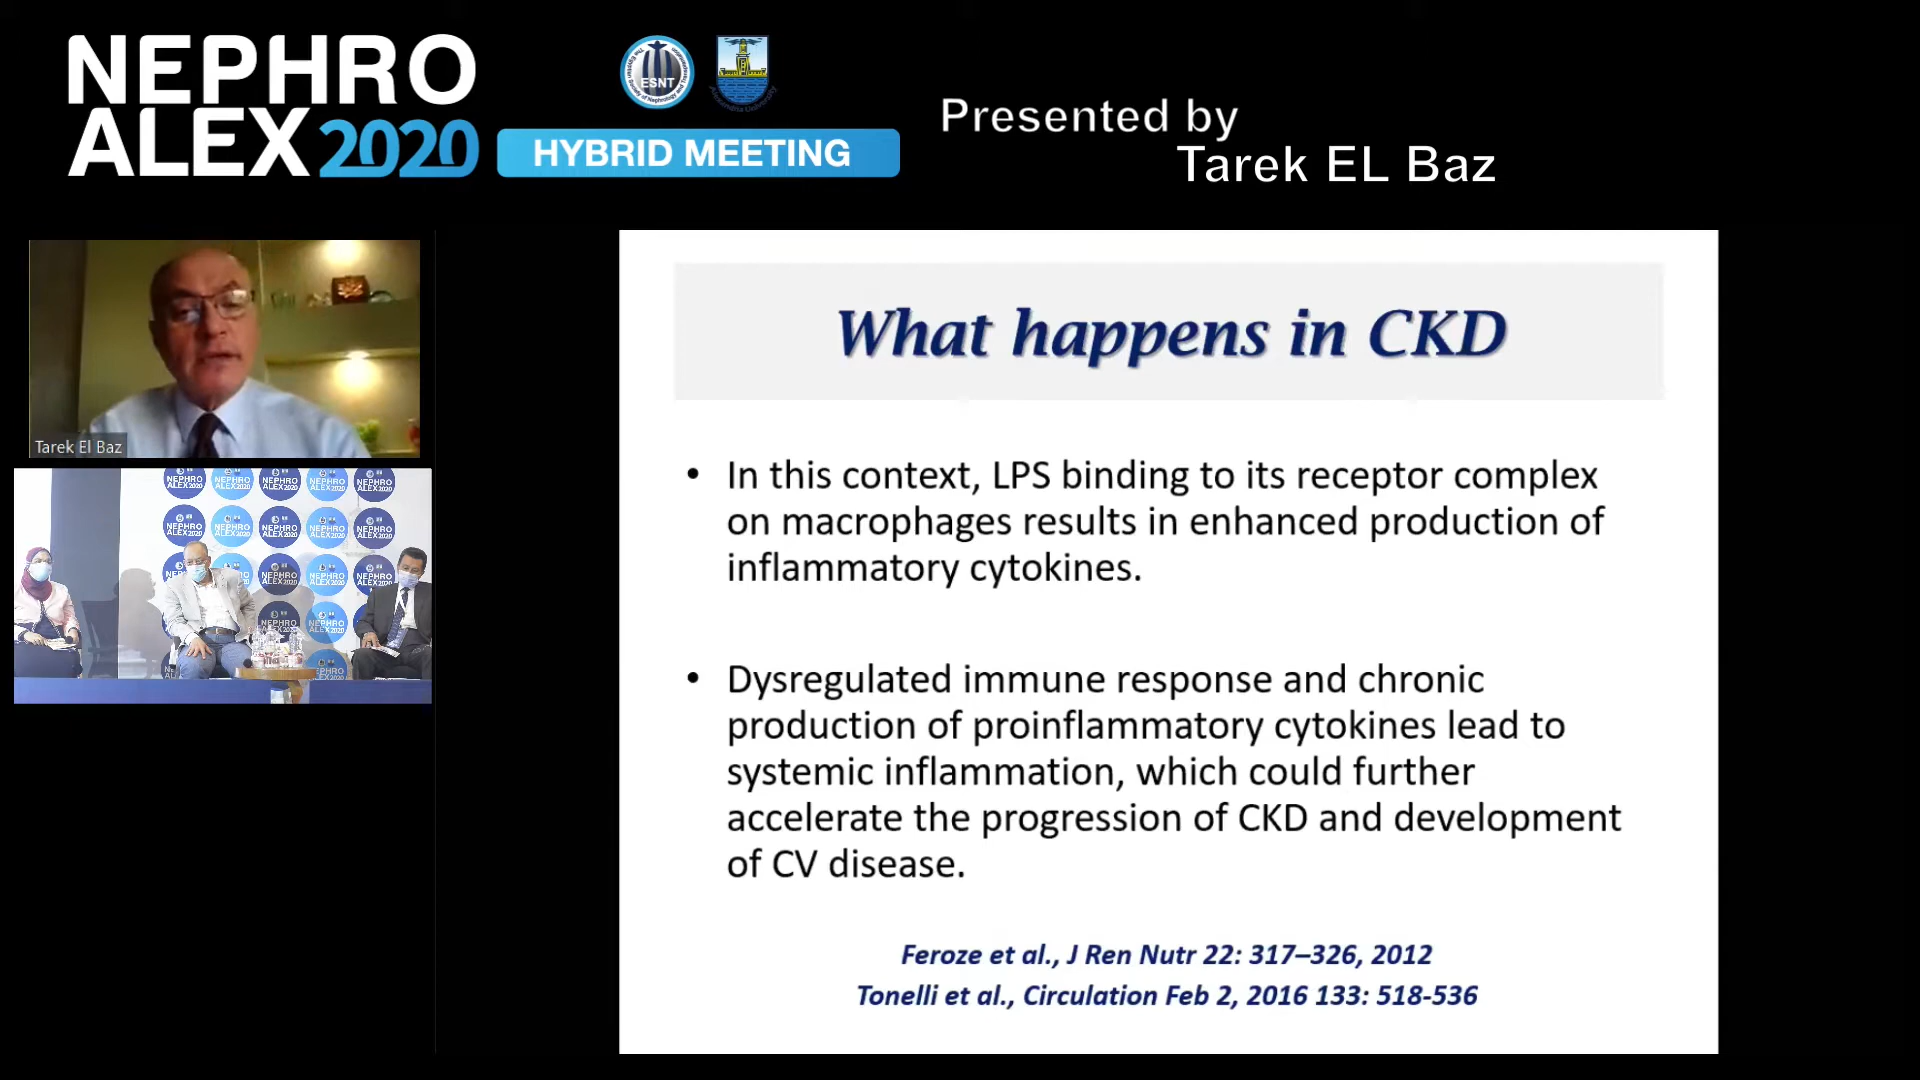 NEPHRO
ALEX 2020
ESNT
HYBRID MEETING
Presented by
Tarek EL Baz
Tarek El Baz
What happens in CKD
• In this context, LPS binding to its receptor complex
on macrophages results in enhanced production of
inflammatory cytokines.
• Dysregulated immune response and chronic
production of proinflammatory cytokines lead to
systemic inflammation, which could further
accelerate the progression of CKD and development
of CV disease.
Feroze et al., J Ren Nutr 22: 317–326, 2012
Tonelli et al., Circulation Feb 2, 2016 133: 518-536
NEPHRO
ALEX2020